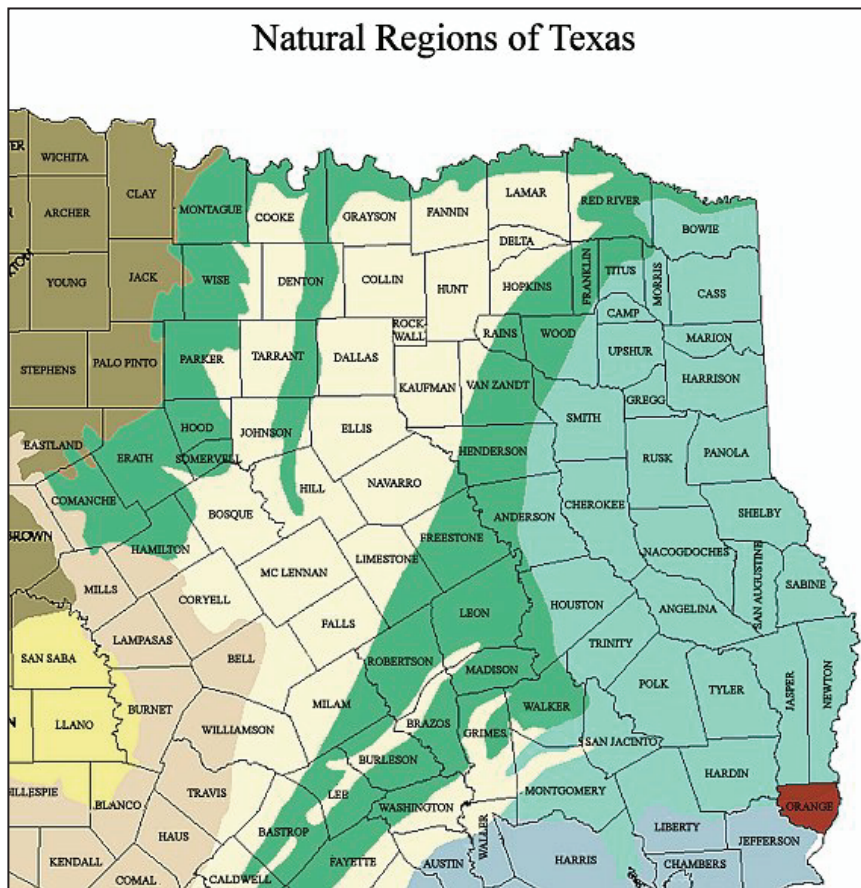 Natural Regions of Texas
WICHITA
CLAY
ARCHER
MONTAGUE
COOKE
GRAYSON
FANNIN
LAMAR
RED RIVER
BOWIE
DELTA
YOUNG
JACK
WISE
DENTON
COLLIN
HUNT
HOPKINS
FRANKLIN
TITUS
MORRIS
CASS
CAMP
ROCK-
WALL
RAINS
WOOD
MARION
UPSHUR
STEPHENS
PALO PINTO
PARKER
TARRANT
DALLAS
KAUFMAN
VAN ZANDT
HARRISON
GREGG
SMITH
EASTLAND
HOOD
JOHNSON
ELLIS
ERATH
SOMERVELL
HENDERSON
RUSK
PANOLA
COMANCHE
HILL
NAVARRO
BOSQUE
ANDERSON
CHEROKEE
SHELBY
BROWN
HAMILTON
FREESTONE
LIMESTONE
NACOGDOCHES
SAN AUGUSTINE
SABINE
MILLS
MC LENNAN
CORYELL
HOUSTON
ANGELINA
LEON
FALLS
LAMPASAS
SAN SABA
BELL
ROBERTSON
MADISON
TRINITY
POLK
TYLER
JASPER
NEWTON
BURNET
MILAM
WALKER
LLANO
WILLIAMSON
BRAZOS
GRIMES
SAN JACINTO
BURLESON
HARDIN
TRAVIS
LEE
MONTGOMERY
GILLESPIE
BLANCO
WASHINGTON
ORANGE
HAUS
BASTROP
WALLER
LIBERTY
JEFFERSON
KENDALL
FAYETTE
AUSTIN
HARRIS
CHAMBERS
COMAL
CALDWELL